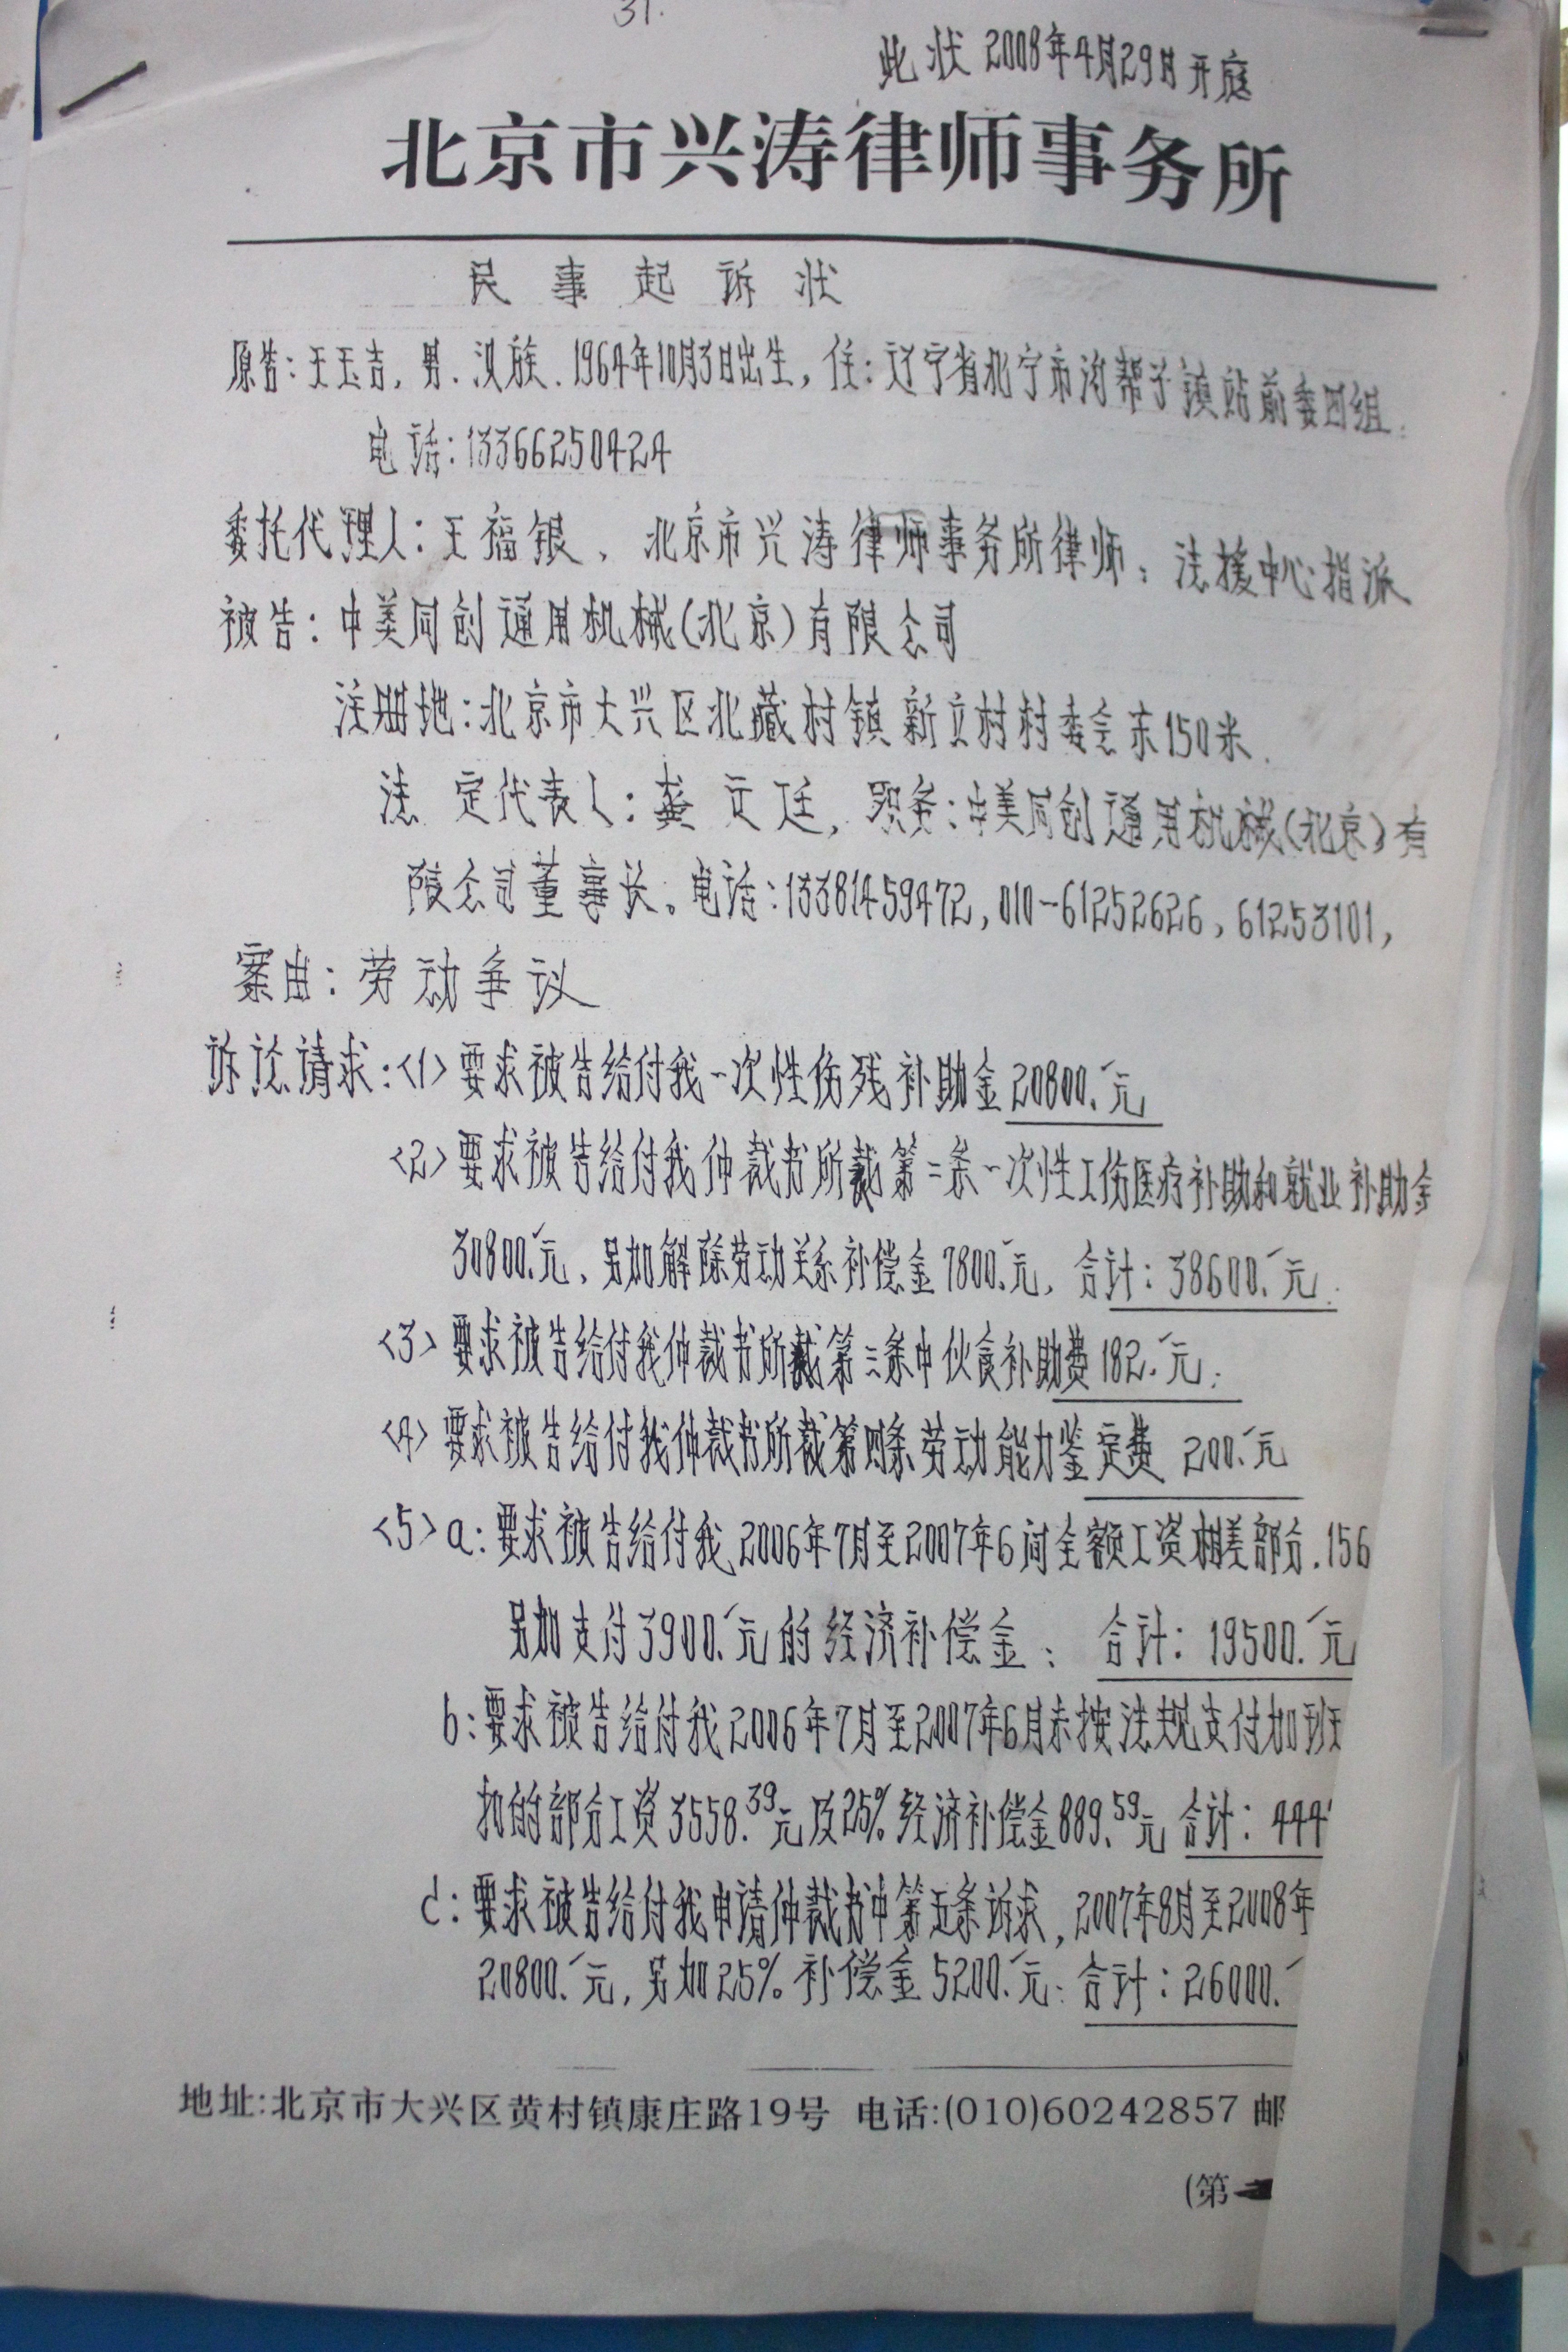 31.
此状2008年4月29日开庭
北京市兴涛律师事务所
民事起诉状
原告：王玉吉，男．汉族．1964年10月3日出生，住：辽宁省北宁市沟帮子镇站前委四组．
电话：13366250424
委托代理人：王福银、北京市兴涛律师事务所律师；法援中心指派
被告：中美同创通用机械(北京)有限公司
注册地：北京市大兴区北藏村镇新立村村委会东150米．
法定代表人：龚立廷，职务：中美同创通用机械(北京)有
限公司董事长。电话：13381459472，010-61252626，61253101，
案由：劳动争议
诉讼请求：<1>要求被告给付我一次性伤残补助金20800.元
<2>要求被告给付我仲裁书所裁第二条一次性工伤医疗补助和就业补助金
30800.元、另加解除劳动关系补偿金7800.元，合计：38600.元．
<3>要求被告给付我仲裁书所裁第三条中伙食补助费182.元；
<4>要求被告给付我仲裁书所裁第四条劳动能力鉴定费200.元
<5>a：要求被告给付我2006年7月至2007年6间全额工资相差部分．156
另加支付3900.元的经济补偿金；合计：19500.元
b：要求被告给付我2006年7月至2007年6月未按法规支付加班
扣的部分工资3558.39元及25%经济补偿金889.59元 合计：444
c：要求被告给付我申请仲裁书中第五条诉求，2007年8月至2008年
20800.元，另加25%补偿金5200.元；合计：26000.
地址:北京市大兴区黄村镇康庄路19号 电话:(010)60242857 邮
(第